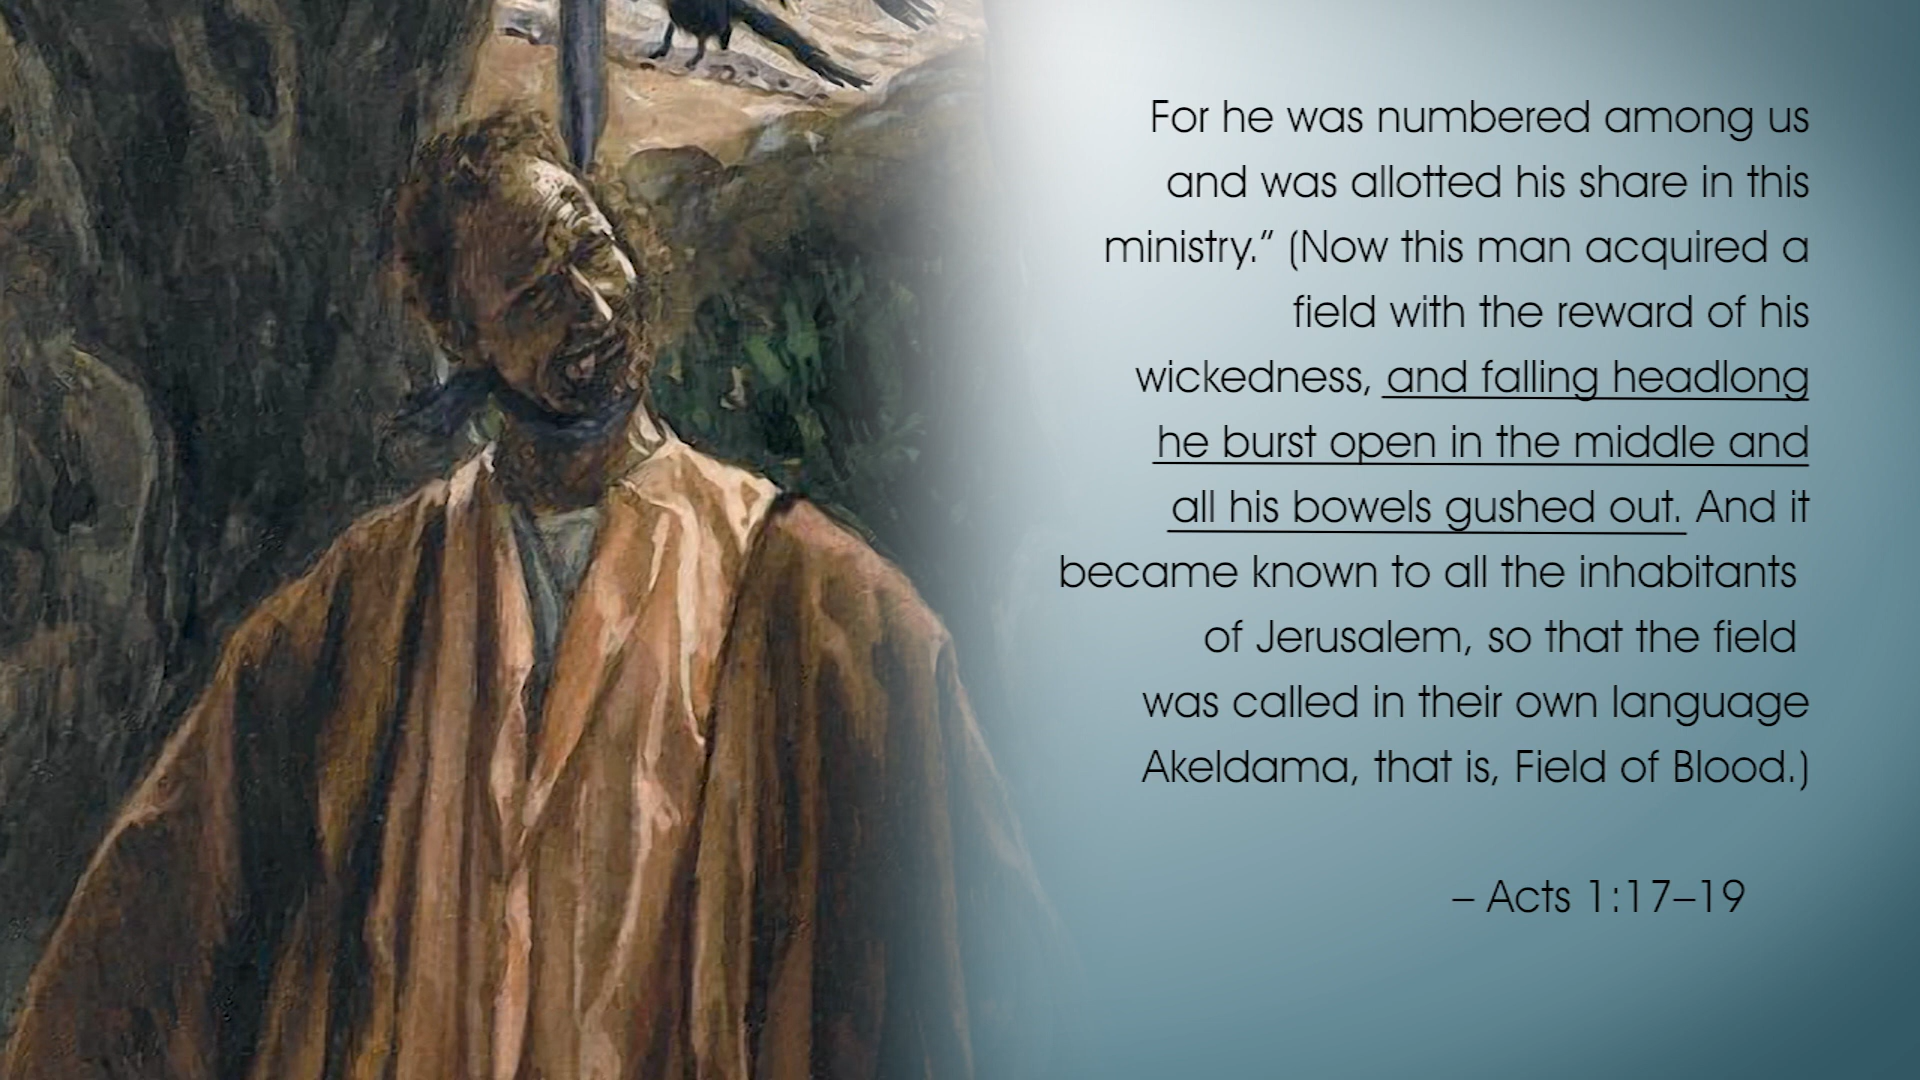 For he was numbered among us
and was allotted his share in this
ministry.” (Now this man acquired a
field with the reward of his
wickedness, and falling headlong
he burst open in the middle and
all his bowels gushed out. And it
became known to all the inhabitants
of Jerusalem, so that the field
was called in their own language
Akeldama, that is, Field of Blood.)
– Acts 1:17–19